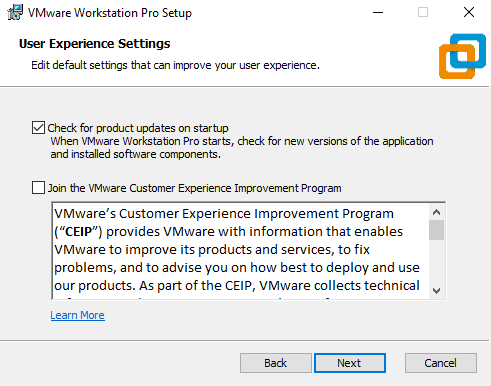 VMware Workstation Pro Setup
User Experience Settings
Edit default settings that can improve your user experience.
Check for product updates on startup
When VMware Workstation Pro starts, check for new versions of the application
and installed software components.
Join the VMware Customer Experience Improvement Program
VMware's Customer Experience Improvement Program
("CEIP") provides VMware with information that enables
VMware to improve its products and services, to fix
problems, and to advise you on how best to deploy and use
our products. As part of the CEIP, VMware collects technical
Learn More
Back Next Cancel